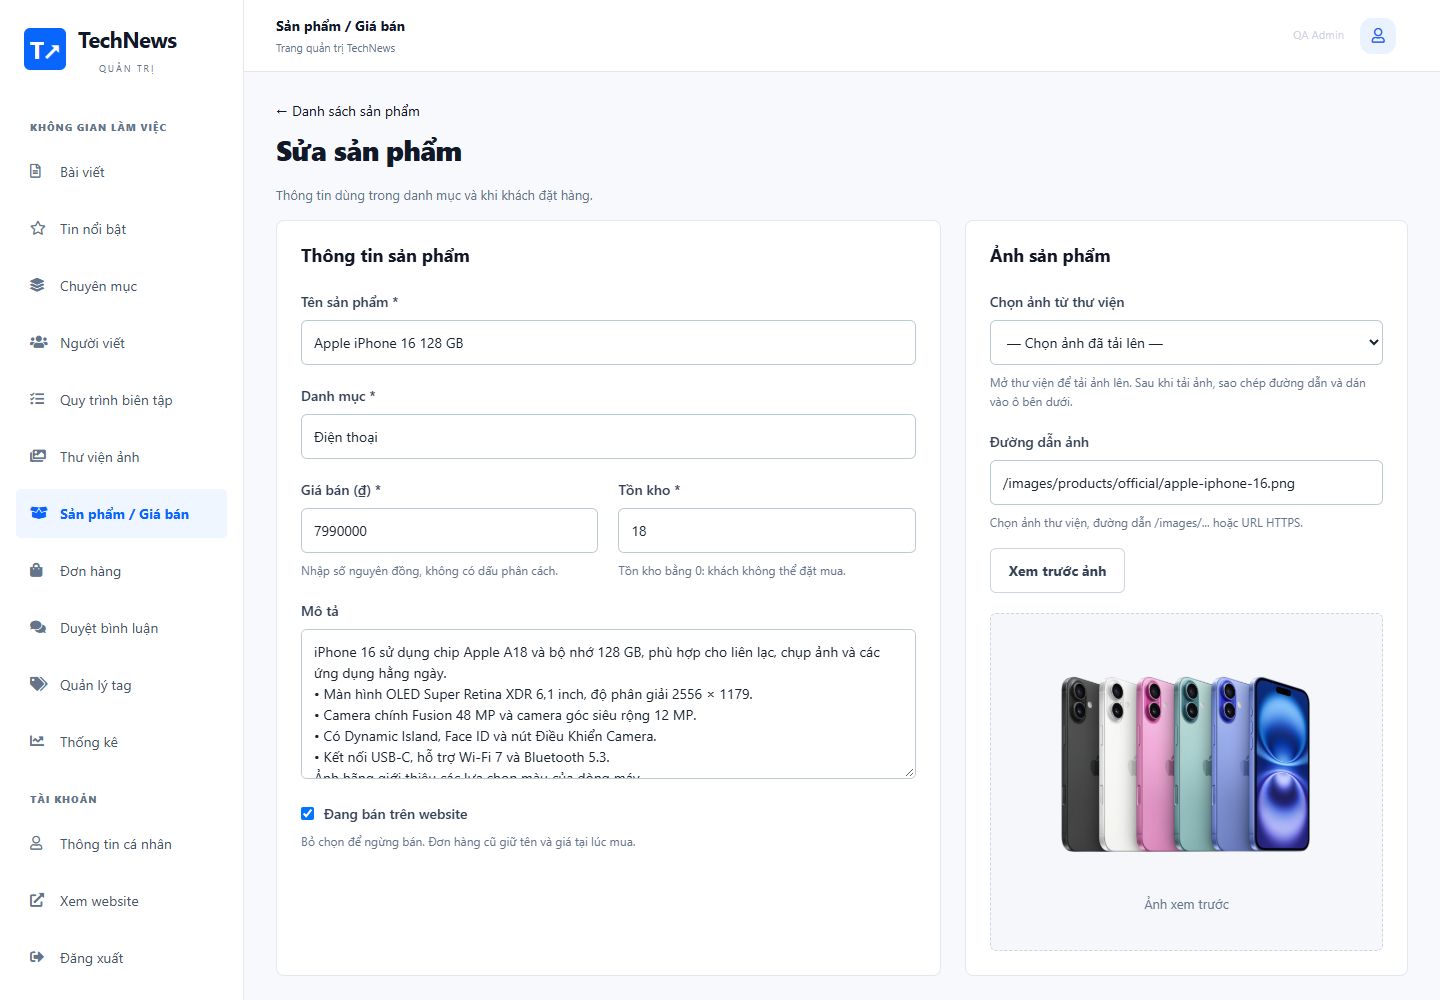 T↗ TechNews
QUẢN TRỊ
KHÔNG GIAN LÀM VIỆC
Bài viết
Tin nổi bật
Chuyên mục
Người viết
Quy trình biên tập
Thư viện ảnh
Sản phẩm / Giá bán
Đơn hàng
Duyệt bình luận
Quản lý tag
Thống kê
TÀI KHOẢN
Thông tin cá nhân
Xem website
Đăng xuất
Sản phẩm / Giá bán
Trang quản trị TechNews
QA Admin
← Danh sách sản phẩm
Sửa sản phẩm
Thông tin dùng trong danh mục và khi khách đặt hàng.
Thông tin sản phẩm
Tên sản phẩm *
Apple iPhone 16 128 GB
Danh mục *
Điện thoại
Giá bán (₫) *
7990000
Nhập số nguyên đồng, không có dấu phân cách.
Tồn kho *
18
Tồn kho bằng 0: khách không thể đặt mua.
Mô tả
iPhone 16 sử dụng chip Apple A18 và bộ nhớ 128 GB, phù hợp cho liên lạc, chụp ảnh và các
ứng dụng hằng ngày.
• Màn hình OLED Super Retina XDR 6,1 inch, độ phân giải 2556 × 1179.
• Camera chính Fusion 48 MP và camera góc siêu rộng 12 MP.
• Có Dynamic Island, Face ID và nút Điều Khiển Camera.
• Kết nối USB-C, hỗ trợ Wi-Fi 7 và Bluetooth 5.3.
Ảnh hãng giới thiệu các lựa chọn màu của dòng máy.
Đang bán trên website
Bỏ chọn để ngừng bán. Đơn hàng cũ giữ tên và giá tại lúc mua.
Ảnh sản phẩm
Chọn ảnh từ thư viện
— Chọn ảnh đã tải lên —
Mở thư viện để tải ảnh lên. Sau khi tải ảnh, sao chép đường dẫn và dán
vào ô bên dưới.
Đường dẫn ảnh
/images/products/official/apple-iphone-16.png
Chọn ảnh thư viện, đường dẫn /images/... hoặc URL HTTPS.
Xem trước ảnh
Ảnh xem trước